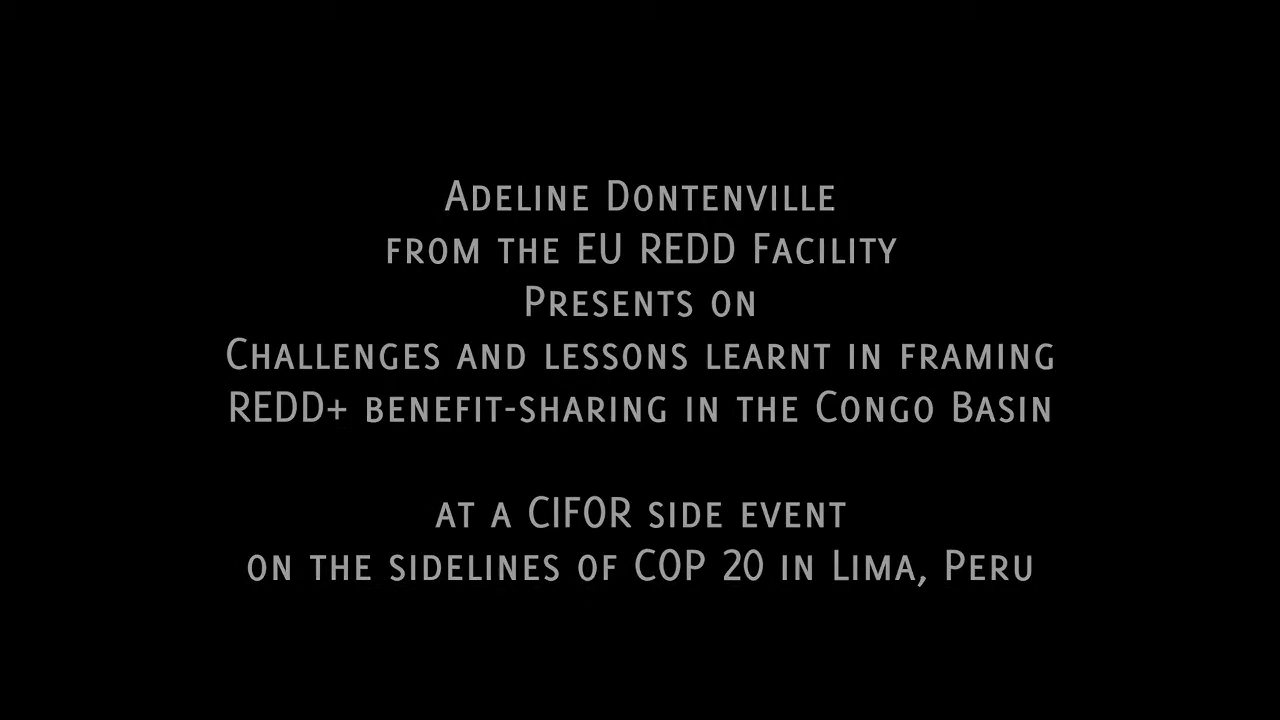 Adeline Dontenville
from the EU REDD Facility
Presents on
Challenges and lessons learnt in framing
REDD+ benefit-sharing in the Congo Basin
at a CIFOR side event
on the sidelines of COP 20 in Lima, Peru